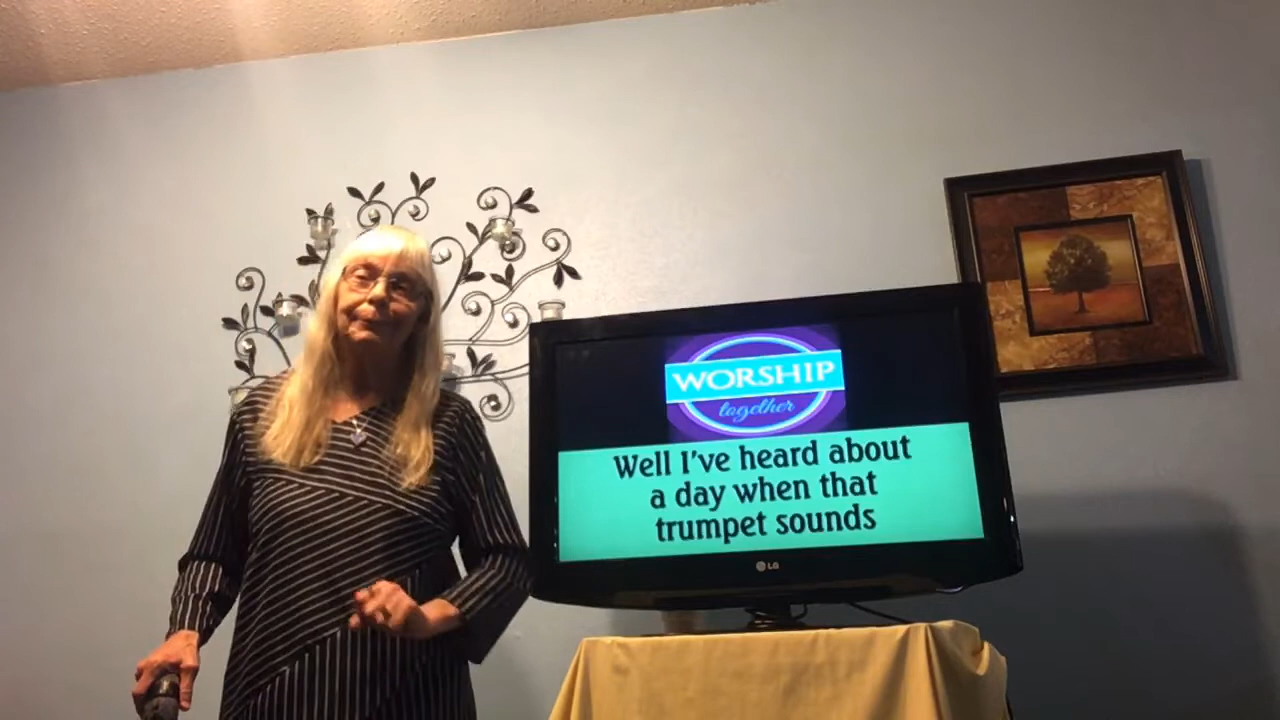 WORSHIP
together
Well I've heard about
a day when that
trumpet sounds
LG